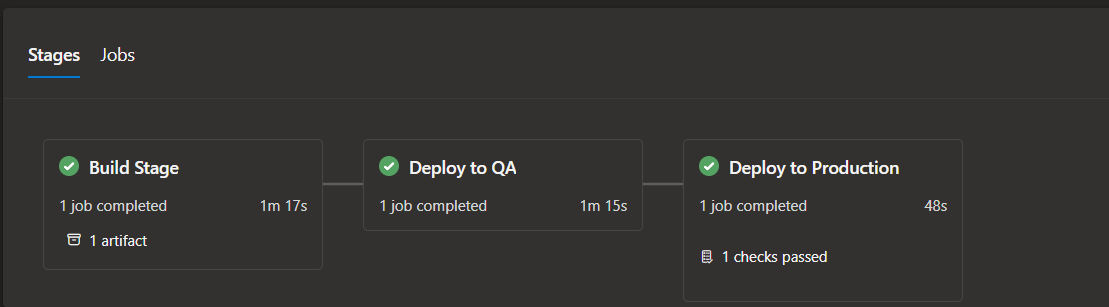 Stages Jobs
Build Stage
1 job completed 1m 17s
1 artifact
Deploy to QA
1 job completed 1m 15s
Deploy to Production
1 job completed 48s
1 checks passed